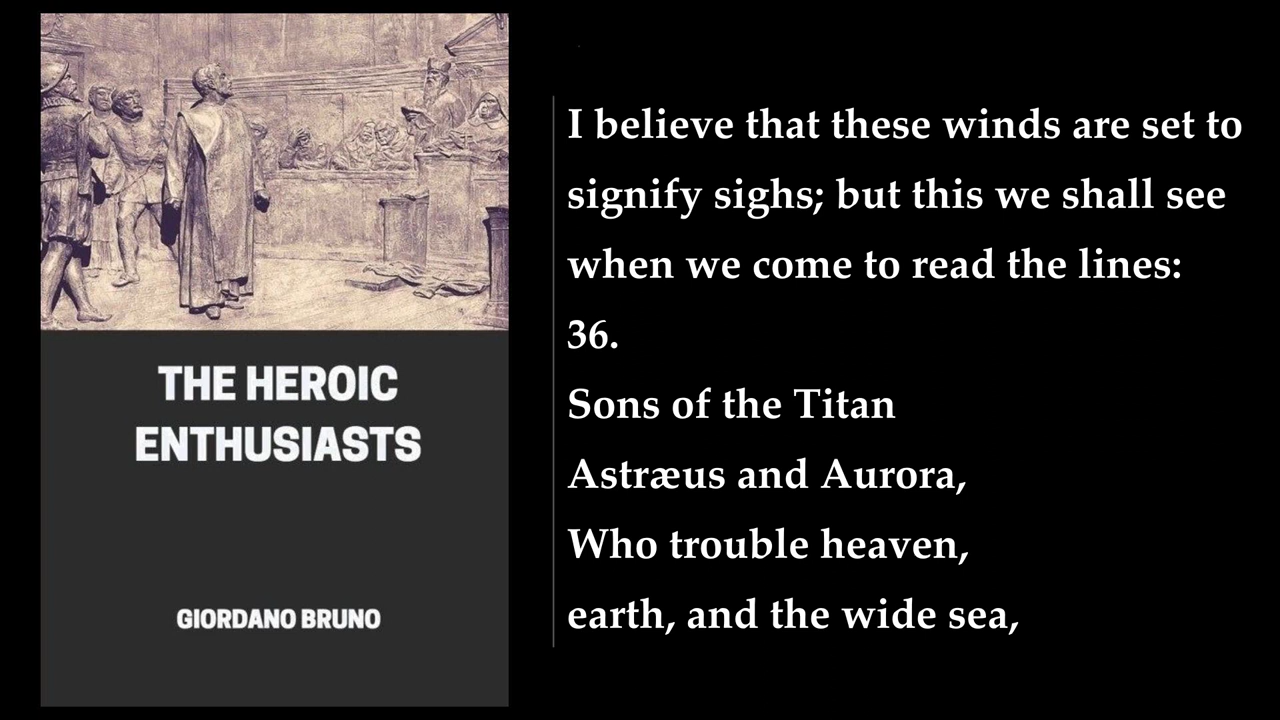 THE HEROIC
ENTHUSIASTS
GIORDANO BRUNO
I believe that these winds are set to
signify sighs; but this we shall see
when we come to read the lines:
36.
Sons of the Titan
Astræus and Aurora,
Who trouble heaven,
earth, and the wide sea,